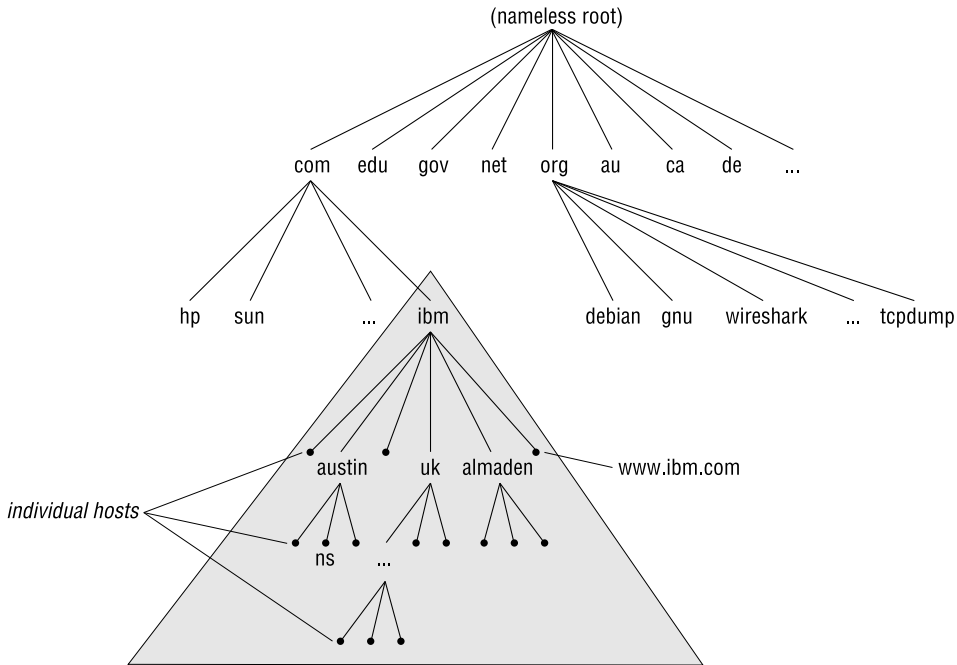 (nameless root)
com edu gov net org au ca de ...
hp sun ... ibm debian gnu wireshark ... tcpdump
austin uk almaden www.ibm.com
individual hosts
ns ...